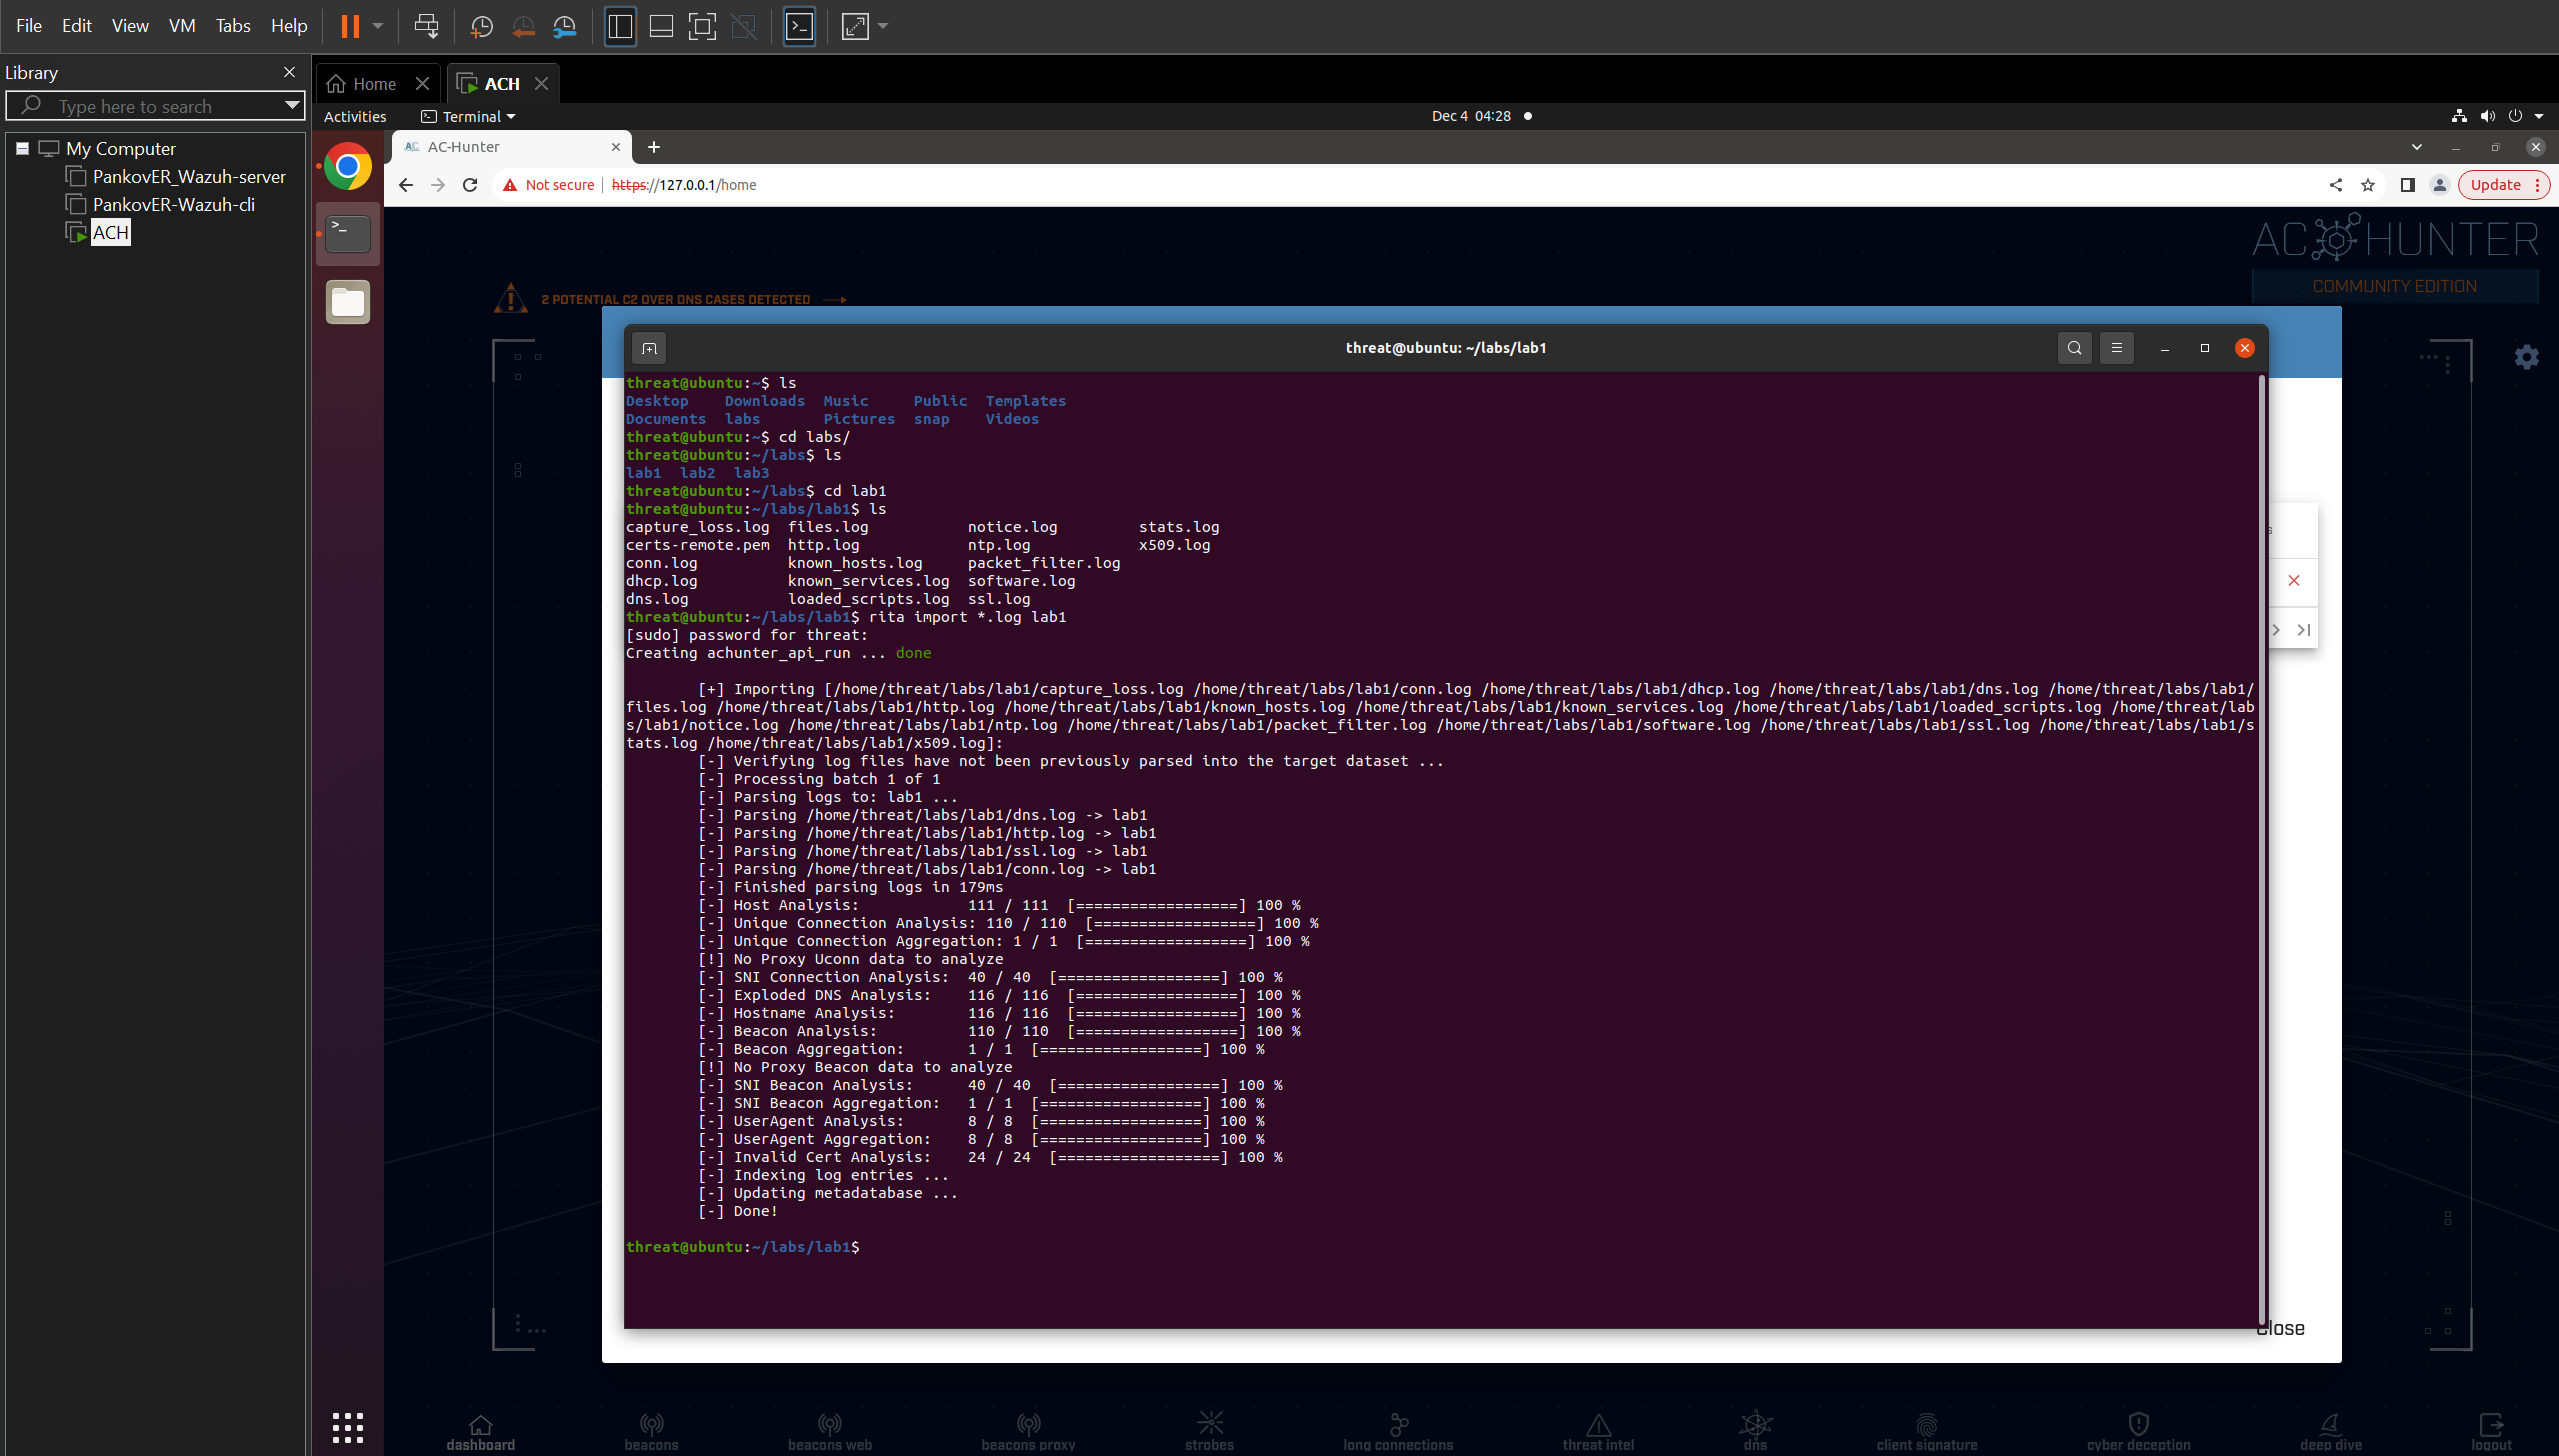 File Edit View VM Tabs Help
Library
Type here to search
My Computer
PankovER_Wazuh-server
PankovER-Wazuh-cli
ACH
Home
ACH
Activities
Terminal
Dec 4 04:28
AC-Hunter
Not secure
https://127.0.0.1/home
Update
AC HUNTER
COMMUNITY EDITION
2 POTENTIAL C2 OVER DNS CASES DETECTED
threat@ubuntu: ~/labs/lab1
threat@ubuntu:~$ ls
Desktop Downloads Music Public Templates
Documents labs Pictures snap Videos
threat@ubuntu:~$ cd labs/
threat@ubuntu:~/labs$ ls
lab1 lab2 lab3
threat@ubuntu:~/labs$ cd lab1
threat@ubuntu:~/labs/lab1$ ls
capture_loss.log files.log notice.log stats.log
certs-remote.pem http.log ntp.log x509.log
conn.log known_hosts.log packet_filter.log
dhcp.log known_services.log software.log
dns.log loaded_scripts.log ssl.log
threat@ubuntu:~/labs/lab1$ rita import *.log lab1
[sudo] password for threat:
Creating achunter_api_run ... done
[+] Importing [/home/threat/labs/lab1/capture_loss.log /home/threat/labs/lab1/conn.log /home/threat/labs/lab1/dhcp.log /home/threat/labs/lab1/dns.log /home/threat/labs/lab1/
files.log /home/threat/labs/lab1/http.log /home/threat/labs/lab1/known_hosts.log /home/threat/labs/lab1/known_services.log /home/threat/labs/lab1/loaded_scripts.log /home/threat/lab
s/lab1/notice.log /home/threat/labs/lab1/ntp.log /home/threat/labs/lab1/packet_filter.log /home/threat/labs/lab1/software.log /home/threat/labs/lab1/ssl.log /home/threat/labs/lab1/s
tats.log /home/threat/labs/lab1/x509.log]:
[-] Verifying log files have not been previously parsed into the target dataset ...
[-] Processing batch 1 of 1
[-] Parsing logs to: lab1 ...
[-] Parsing /home/threat/labs/lab1/dns.log -> lab1
[-] Parsing /home/threat/labs/lab1/http.log -> lab1
[-] Parsing /home/threat/labs/lab1/ssl.log -> lab1
[-] Parsing /home/threat/labs/lab1/conn.log -> lab1
[-] Finished parsing logs in 179ms
[-] Host Analysis: 111 / 111 [==================] 100 %
[-] Unique Connection Analysis: 110 / 110 [==================] 100 %
[-] Unique Connection Aggregation: 1 / 1 [==================] 100 %
[!] No Proxy Uconn data to analyze
[-] SNI Connection Analysis: 40 / 40 [==================] 100 %
[-] Exploded DNS Analysis: 116 / 116 [==================] 100 %
[-] Hostname Analysis: 116 / 116 [==================] 100 %
[-] Beacon Analysis: 110 / 110 [==================] 100 %
[-] Beacon Aggregation: 1 / 1 [==================] 100 %
[!] No Proxy Beacon data to analyze
[-] SNI Beacon Analysis: 40 / 40 [==================] 100 %
[-] SNI Beacon Aggregation: 1 / 1 [==================] 100 %
[-] UserAgent Analysis: 8 / 8 [==================] 100 %
[-] UserAgent Aggregation: 8 / 8 [==================] 100 %
[-] Invalid Cert Analysis: 24 / 24 [==================] 100 %
[-] Indexing log entries ...
[-] Updating metadatabase ...
[-] Done!
threat@ubuntu:~/labs/lab1$
Close
dashboard beacons beacons web beacons proxy strobes long connections threat intel dns client signature cyber deception deep dive logout